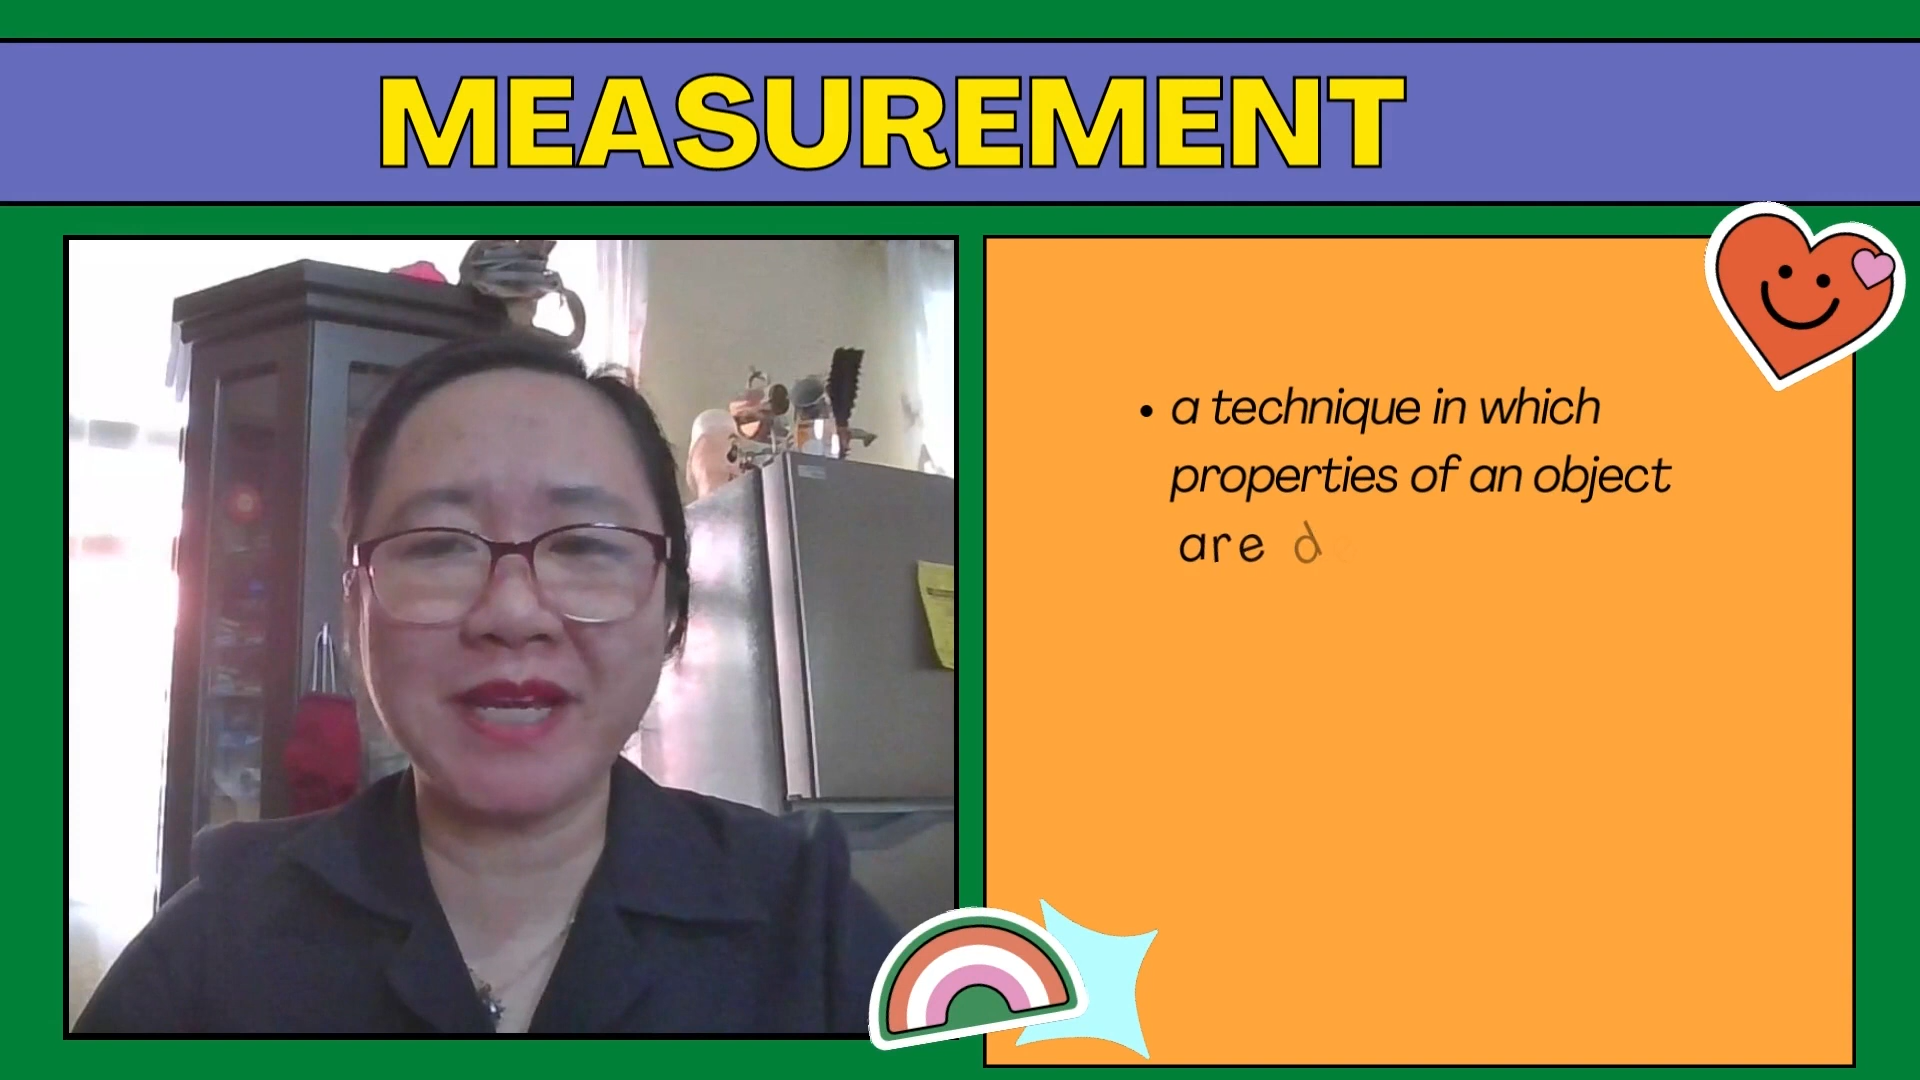 MEASUREMENT
• a technique in which
properties of an object
are d